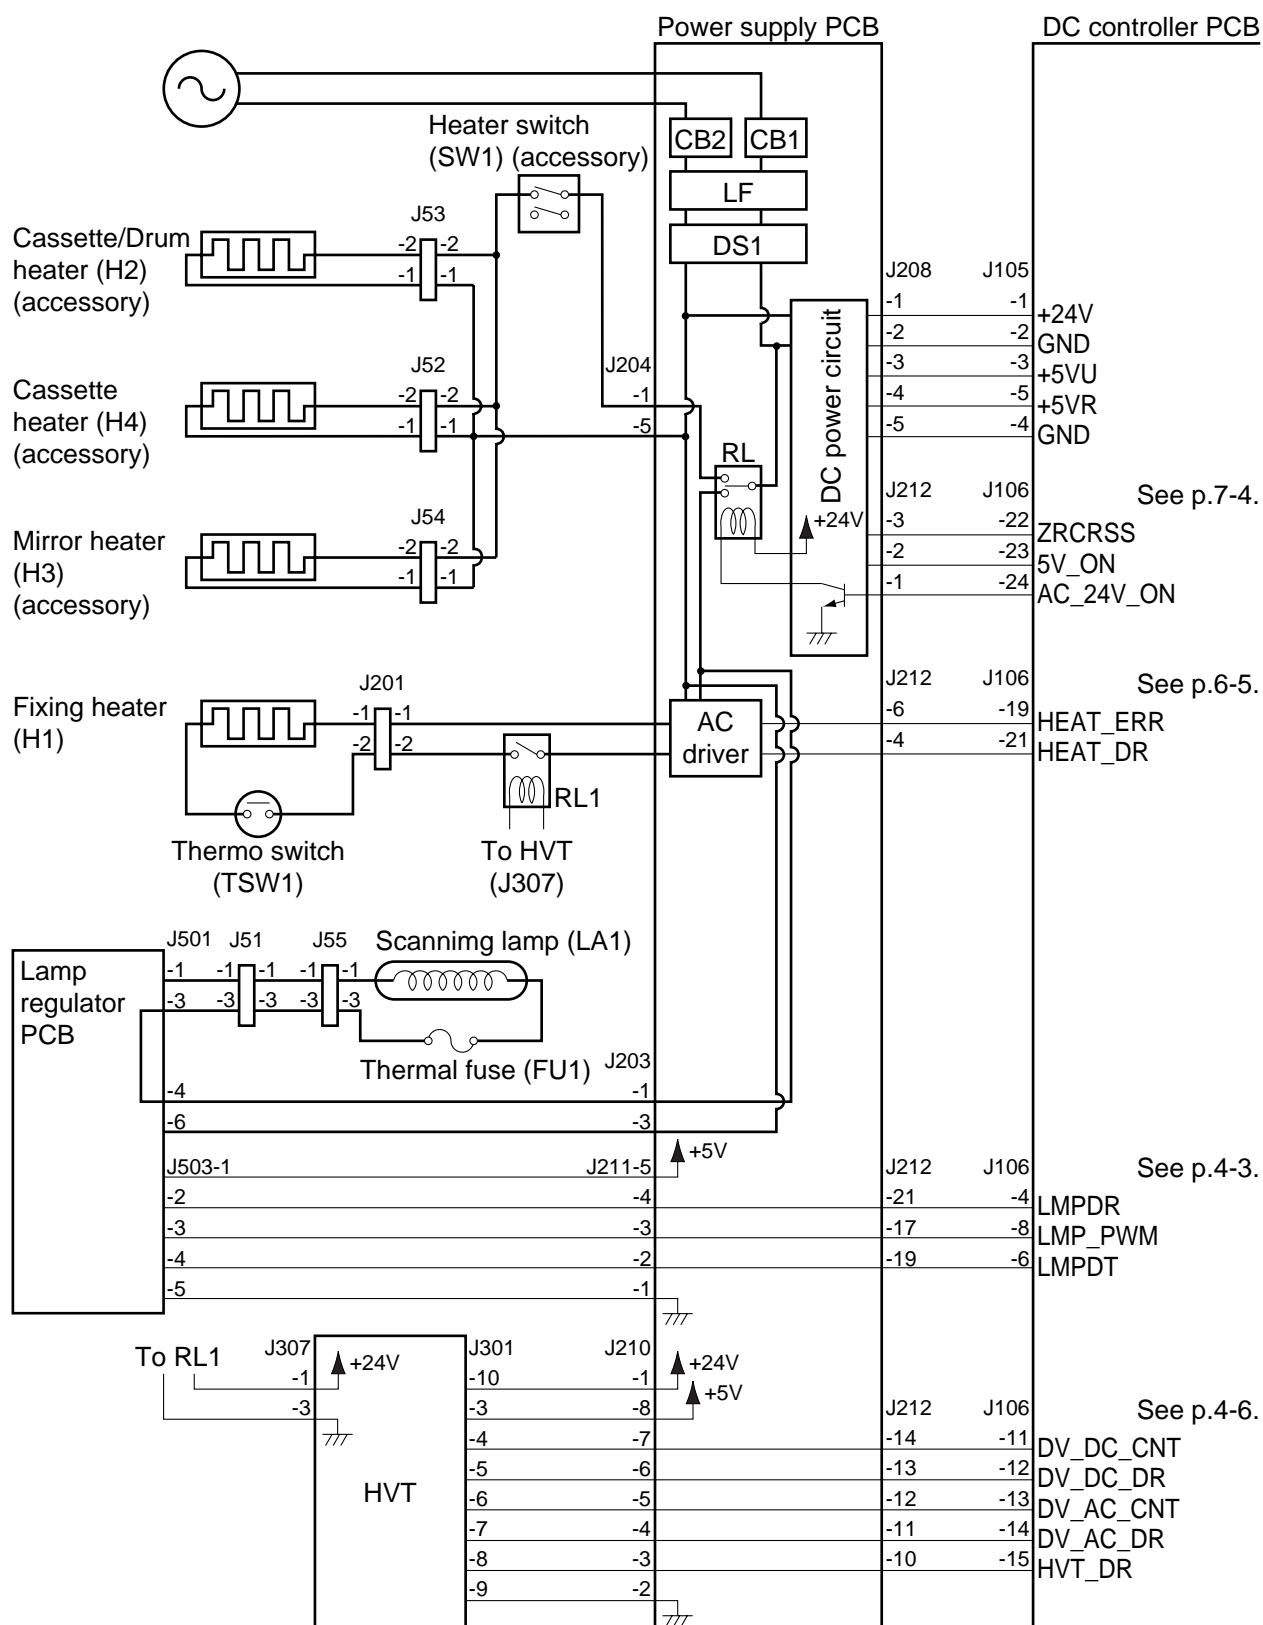 Power supply PCB
DC controller PCB
Heater switch
(SW1) (accessory)
CB2
CB1
LF
DS1
J53
Cassette/Drum
heater (H2)
(accessory)
-2 -2
-1 -1
J52
Cassette
heater (H4)
(accessory)
-2 -2
-1 -1
J204
-1
-5
J54
Mirror heater
(H3)
(accessory)
-2 -2
-1 -1
RL
DC power circuit
+24V
J208 J105
-1 -1 +24V
-2 -2 GND
-3 -3 +5VU
-4 -5 +5VR
-5 -4 GND
J212 J106 See p.7-4.
-3 -22 ZRCRSS
-2 -23 5V_ON
-1 -24 AC_24V_ON
J201
Fixing heater
(H1)
-1 -1
-2 -2
RL1
AC
driver
J212 J106 See p.6-5.
-6 -19 HEAT_ERR
-4 -21 HEAT_DR
Thermo switch
(TSW1)
To HVT
(J307)
J501 J51 J55 Scannimg lamp (LA1)
Lamp
regulator
PCB
-1 -1 -1 -1 -1
-3 -3 -3 -3 -3
Thermal fuse (FU1)
J203
-4 -1
-6 -3
+5V
J503-1 J211-5
J212 J106 See p.4-3.
-2 -4 -21 -4 LMPDR
-3 -3 -17 -8 LMP_PWM
-4 -2 -19 -6 LMPDT
-5 -1
To RL1
J307 J301 J210
+24V
-1
-3
HVT
-10 -1 +24V
-3 -8 +5V
J212 J106 See p.4-6.
-4 -7 -14 -11 DV_DC_CNT
-5 -6 -13 -12 DV_DC_DR
-6 -5 -12 -13 DV_AC_CNT
-7 -4 -11 -14 DV_AC_DR
-8 -3 -10 -15 HVT_DR
-9 -2